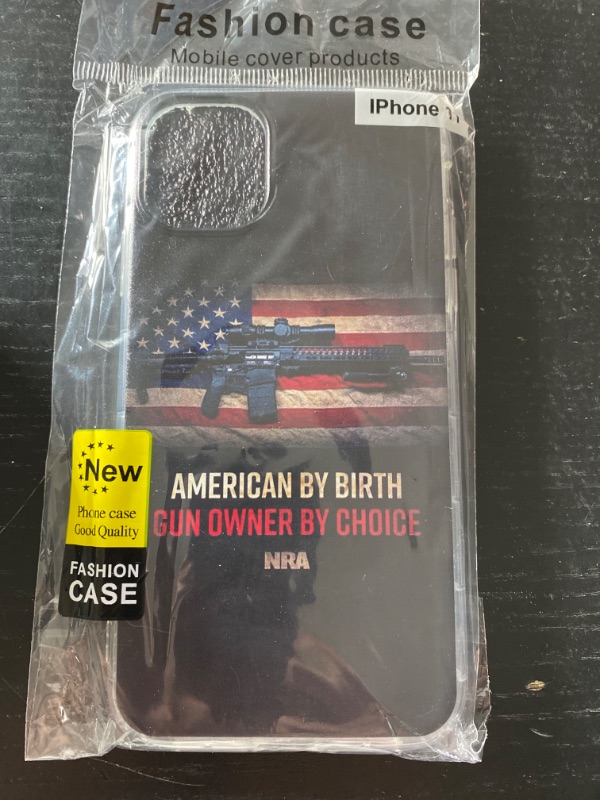 Fashion case
Mobile cover products
IPhone 11
New
Phone case
Good Quality
FASHION
CASE
AMERICAN BY BIRTH
GUN OWNER BY CHOICE
NRA